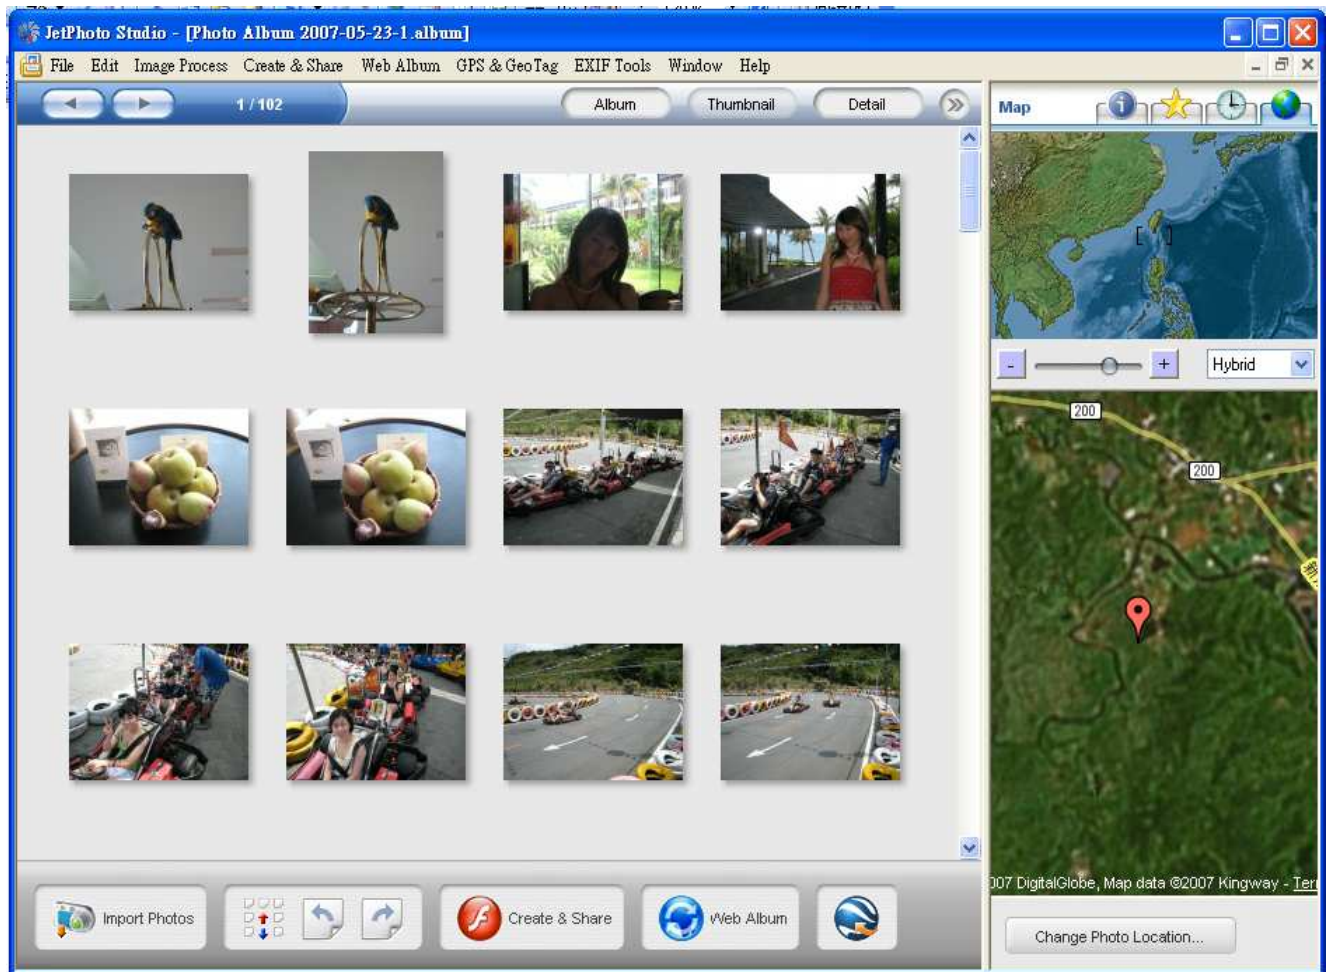 JetPhoto Studio - [Photo Album 2007-05-23-1.album]
File Edit Image Process Create & Share Web Album GPS & GeoTag EXIF Tools Window Help
1 / 102 Album Thumbnail Detail
Map
- + Hybrid
200
200
007 DigitalGlobe, Map data ©2007 Kingway - Ter
Import Photos Create & Share Web Album
Change Photo Location...